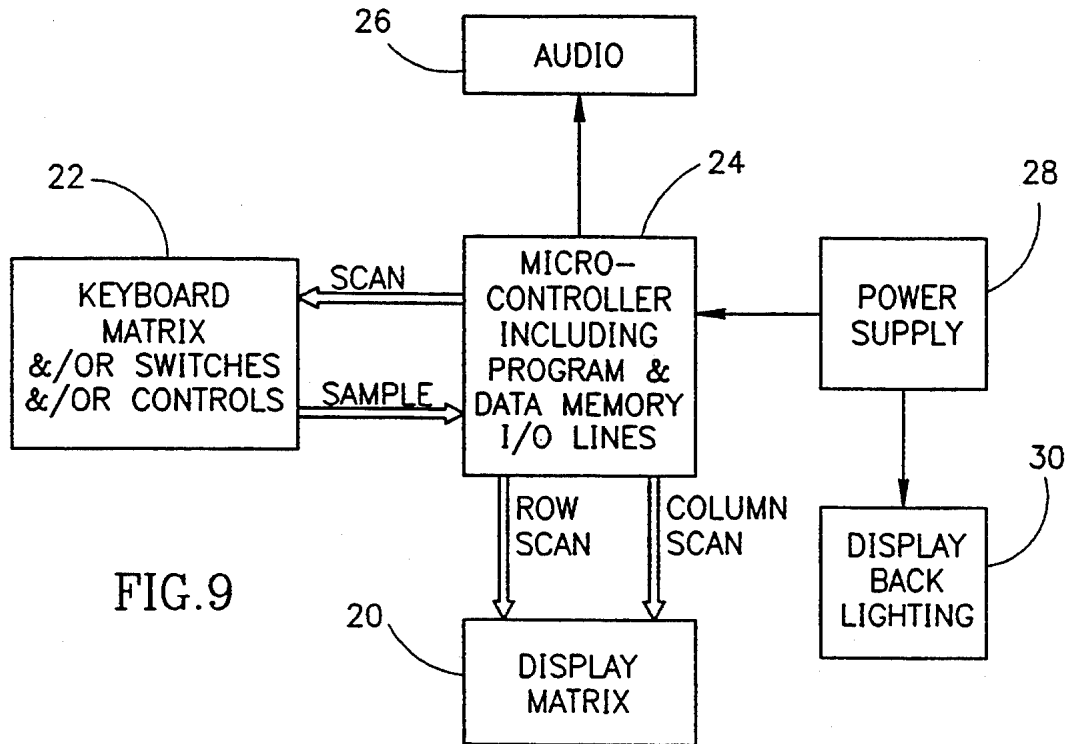 26
AUDIO
22
24
28
KEYBOARD
MATRIX
&/OR SWITCHES
&/OR CONTROLS
SCAN
SAMPLE
MICRO-
CONTROLLER
INCLUDING
PROGRAM &
DATA MEMORY
I/O LINES
POWER
SUPPLY
ROW
SCAN
COLUMN
SCAN
30
DISPLAY
BACK
LIGHTING
FIG.9
20
DISPLAY
MATRIX